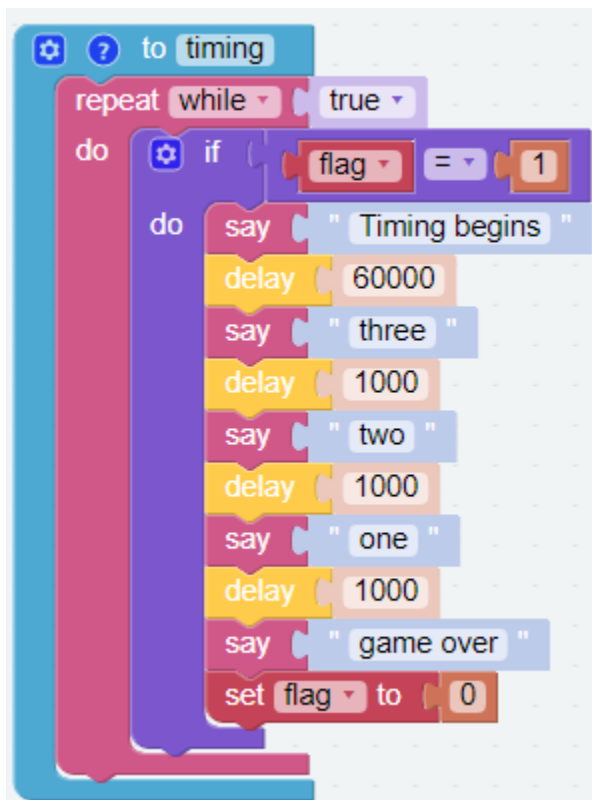 ? to timing
repeat while true
do if flag = 1
do say " Timing begins "
delay 60000
say " three "
delay 1000
say " two "
delay 1000
say " one "
delay 1000
say " game over "
set flag to 0